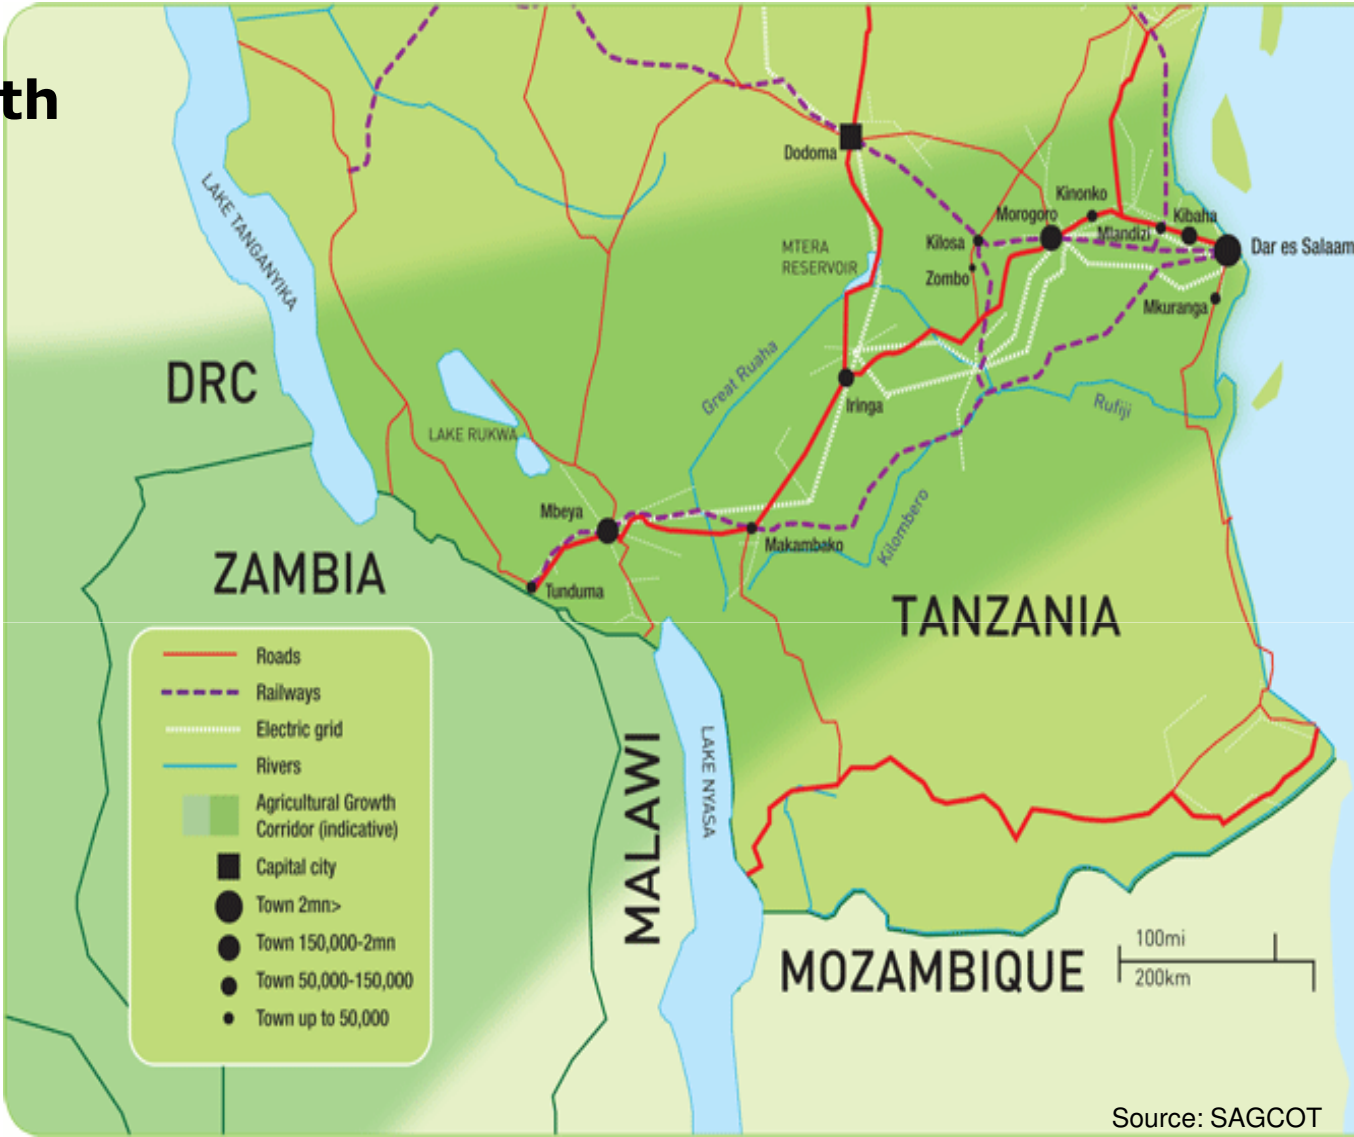 th
Dodoma
LAKE TANGANYIKA
Kinonko
Morogoro
Kibaha
Mlandizi
Kilosa
Dar es Salaam
MTERA
RESERVOIR
Zombo
Mkuranga
DRC
Great Ruaha
Iringa
Rufiji
LAKE RUKWA
Mbeya
Makambako
Kilombero
ZAMBIA
Tunduma
TANZANIA
Roads
Railways
Electric grid
Rivers
Agricultural Growth
Corridor (indicative)
Capital city
Town 2mn>
Town 150,000-2mn
Town 50,000-150,000
Town up to 50,000
MALAWI
LAKE NYASA
MOZAMBIQUE
100mi
200km
Source: SAGCOT